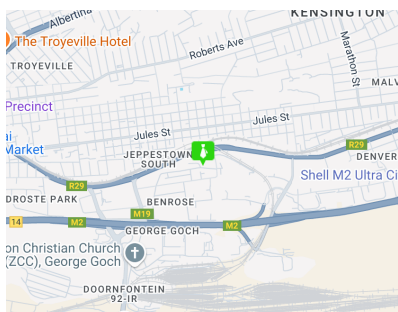 KENSINGTON
Albertina
The Troyeville Hotel
Roberts Ave
Marathon St
TROYEVILLE
MALV
Precinct
Jules St
Jules St
ai
Market
R29
JEPPESTOWN
SOUTH
DENVER
Shell M2 Ultra Ci
R29
DROSTE PARK
BENROSE
M19
14
M2
M2
GEORGE GOCH
on Christian Church
(ZCC), George Goch
DOORNFONTEIN
92-IR